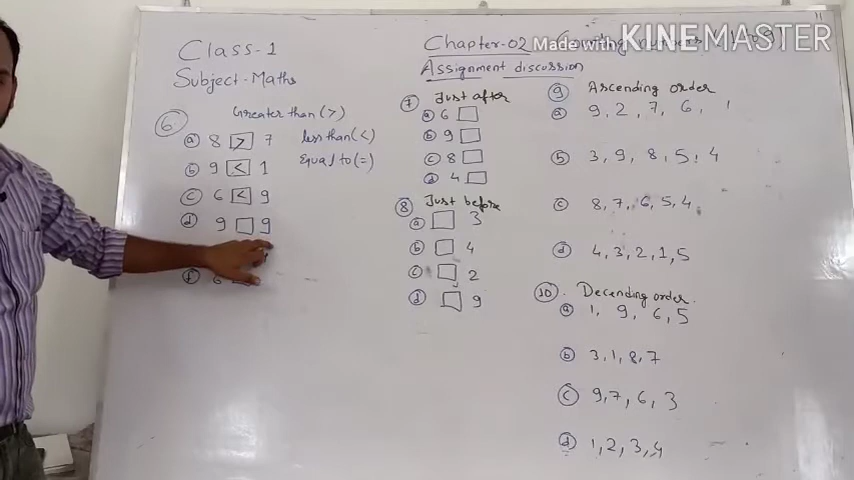 Class-1
Subject-Maths
Chapter-02 Counting numbers
Assignment discussion
Made with KINEMASTER
6 Greater than (>)
less than (<)
Equal to (=)
a 8 > 7
b 9 < 1
c 6 < 9
d 9 9
f 6
7 Just after
a 6
b 9
c 8
d 4
8 Just before
a 3
b 4
c 2
d 9
9 Ascending order
a 9, 2, 7, 6, 1
b 3, 9, 8, 5, 4
c 8, 7, 6, 5, 4
d 4, 3, 2, 1, 5
10. Decending order.
a 1, 9, 6, 5
b 3, 1, 8, 7
c 9, 7, 6, 3
d 1, 2, 3, 4